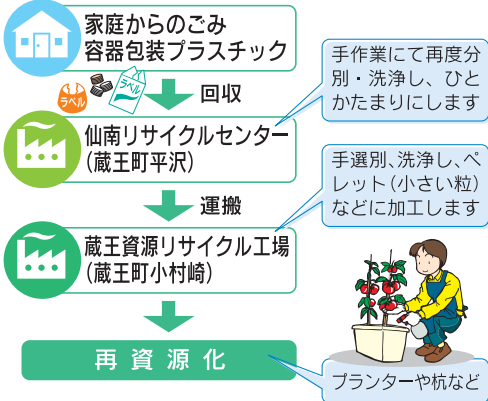 家庭からのごみ
容器包装プラスチック
ラベル
ラベル
回収
手作業にて再度分
別・洗浄し、ひと
かたまりにします
仙南リサイクルセンター
(蔵王町平沢)
運搬
手選別、洗浄し、ペ
レット(小さい粒)
などに加工します
蔵王資源リサイクル工場
(蔵王町小村崎)
再資源化
プランターや杭など